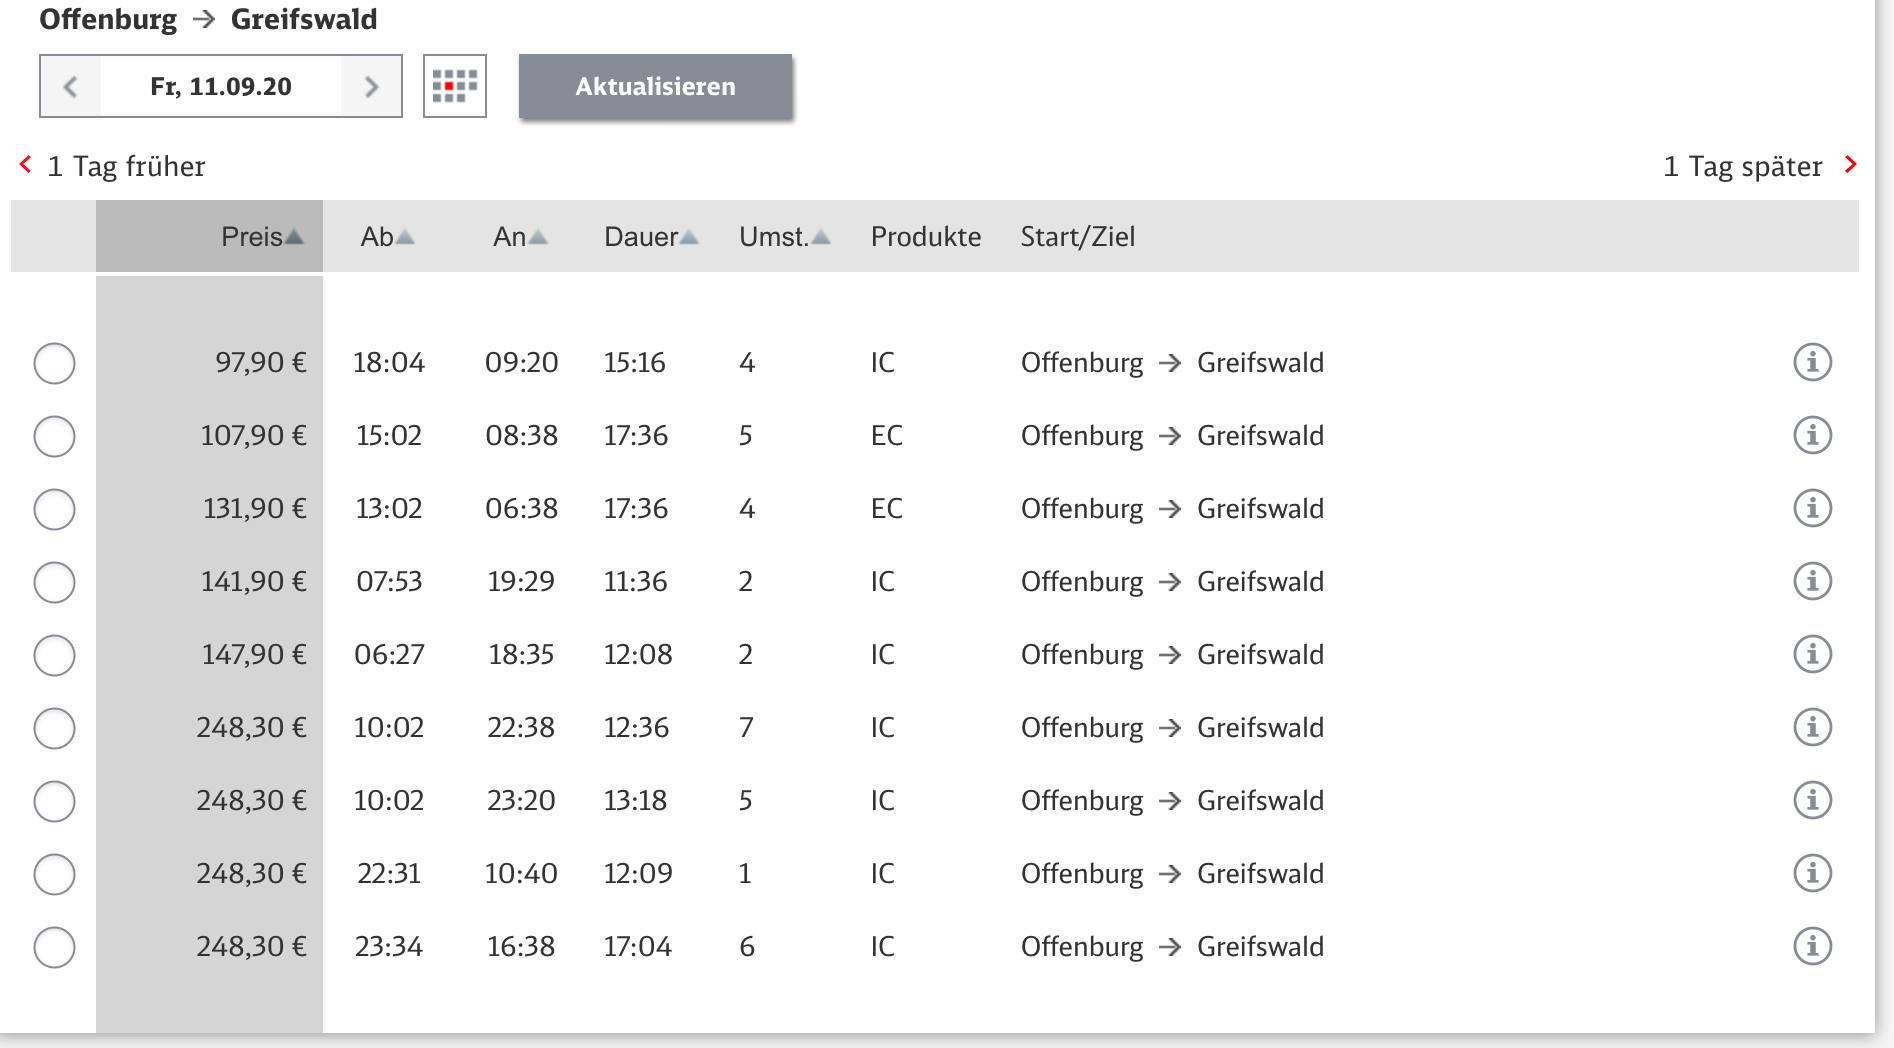 Offenburg → Greifswald
Fr, 11.09.20 Aktualisieren
1 Tag früher 1 Tag später
Preis Ab An Dauer Umst. Produkte Start/Ziel
97,90 € 18:04 09:20 15:16 4 IC Offenburg → Greifswald
107,90 € 15:02 08:38 17:36 5 EC Offenburg → Greifswald
131,90 € 13:02 06:38 17:36 4 EC Offenburg → Greifswald
141,90 € 07:53 19:29 11:36 2 IC Offenburg → Greifswald
147,90 € 06:27 18:35 12:08 2 IC Offenburg → Greifswald
248,30 € 10:02 22:38 12:36 7 IC Offenburg → Greifswald
248,30 € 10:02 23:20 13:18 5 IC Offenburg → Greifswald
248,30 € 22:31 10:40 12:09 1 IC Offenburg → Greifswald
248,30 € 23:34 16:38 17:04 6 IC Offenburg → Greifswald